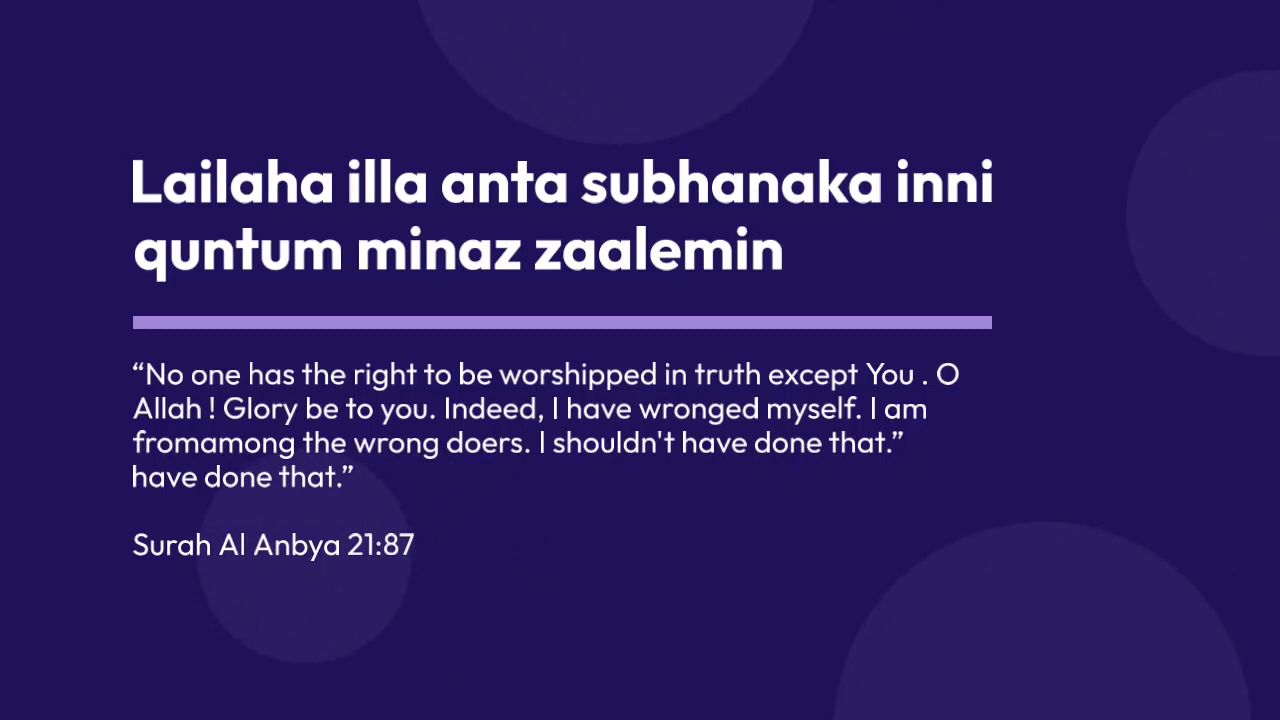 Lailaha illa anta subhanaka inni
quntum minaz zaalemin
“No one has the right to be worshipped in truth except You . O
Allah ! Glory be to you. Indeed, I have wronged myself. I am
fromamong the wrong doers. I shouldn't have done that.”
have done that.”
Surah Al Anbya 21:87